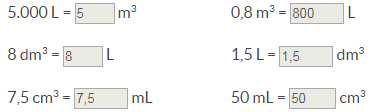 5.000 L = 5 m³ 0,8 m³ = 800 L
8 dm³ = 8 L 1,5 L = 1,5 dm³
7,5 cm³ = 7,5 mL 50 mL = 50 cm³